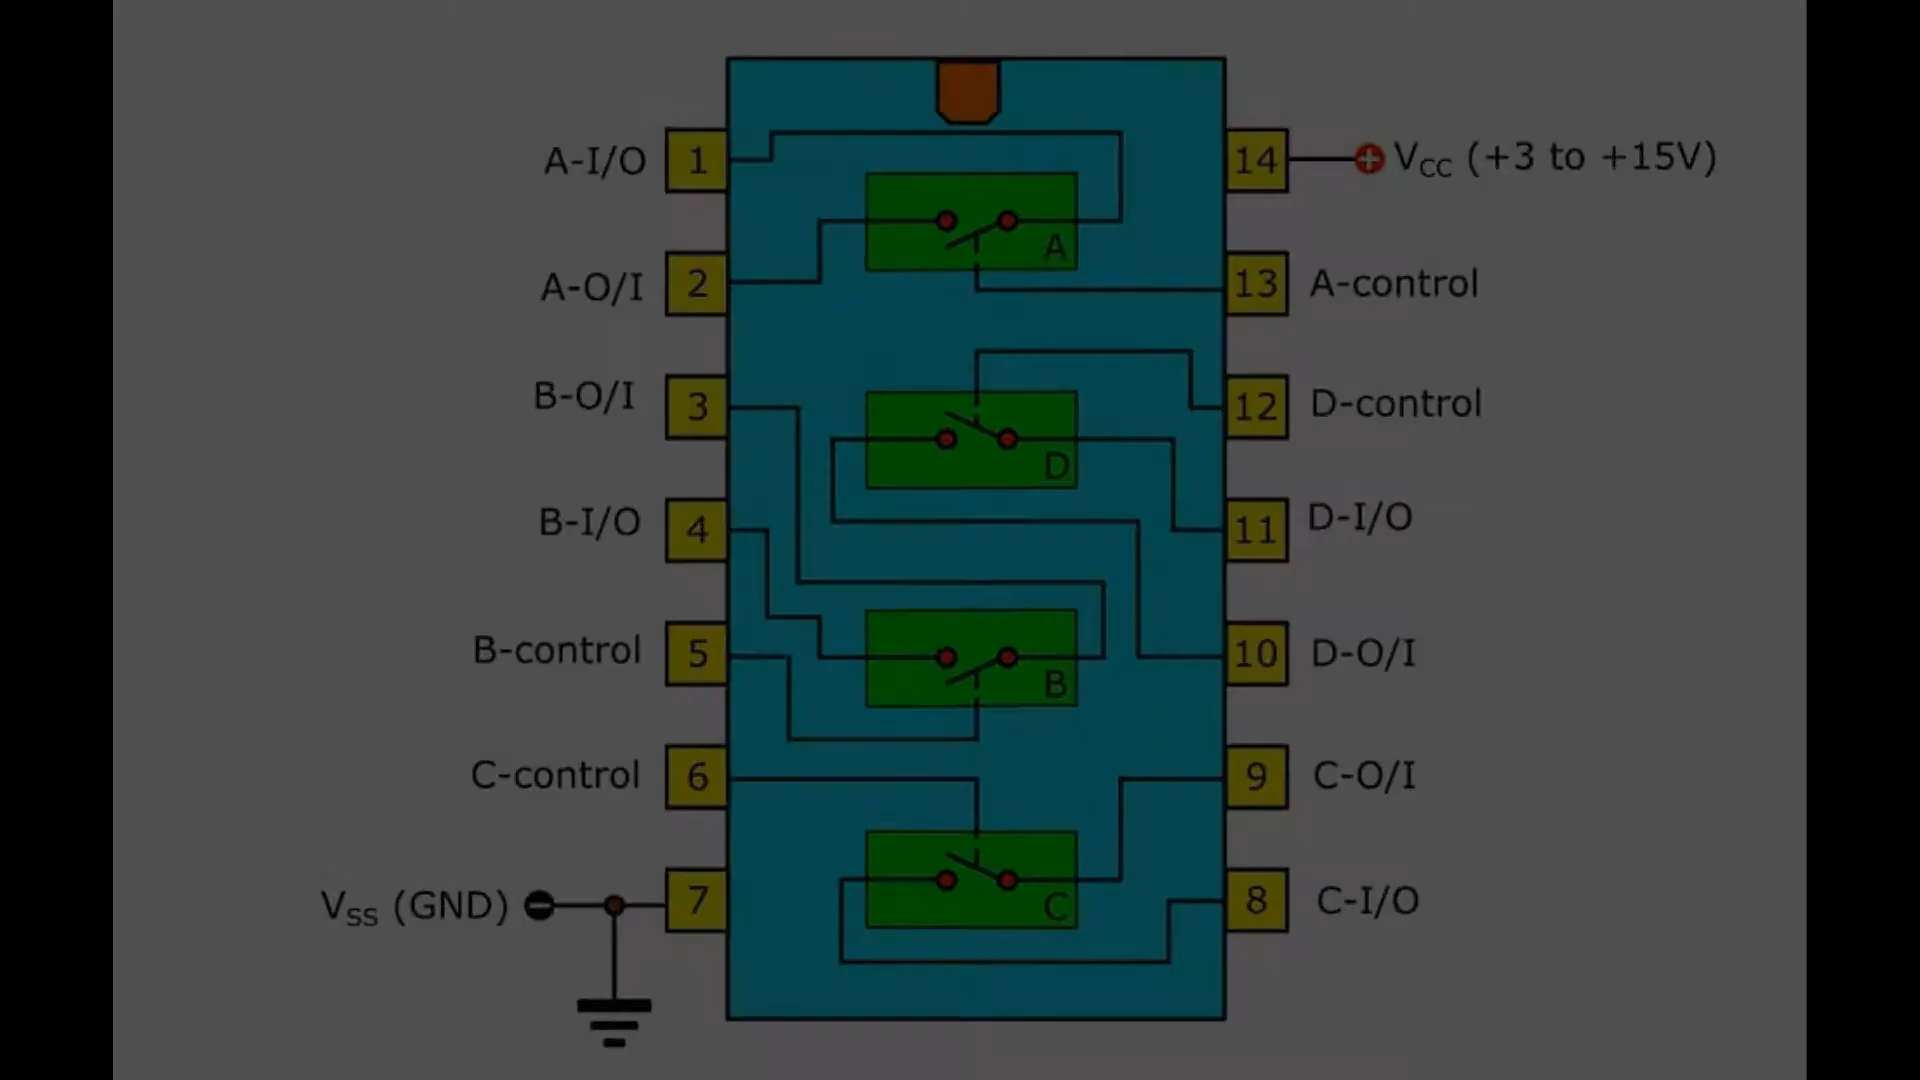 A-I/O 1 14 VCC (+3 to +15V)
A
A-O/I 2 13 A-control
B-O/I 3 12 D-control
D
B-I/O 4 11 D-I/O
B-control 5 10 D-O/I
B
C-control 6 9 C-O/I
VSS (GND) 7 8 C-I/O
C